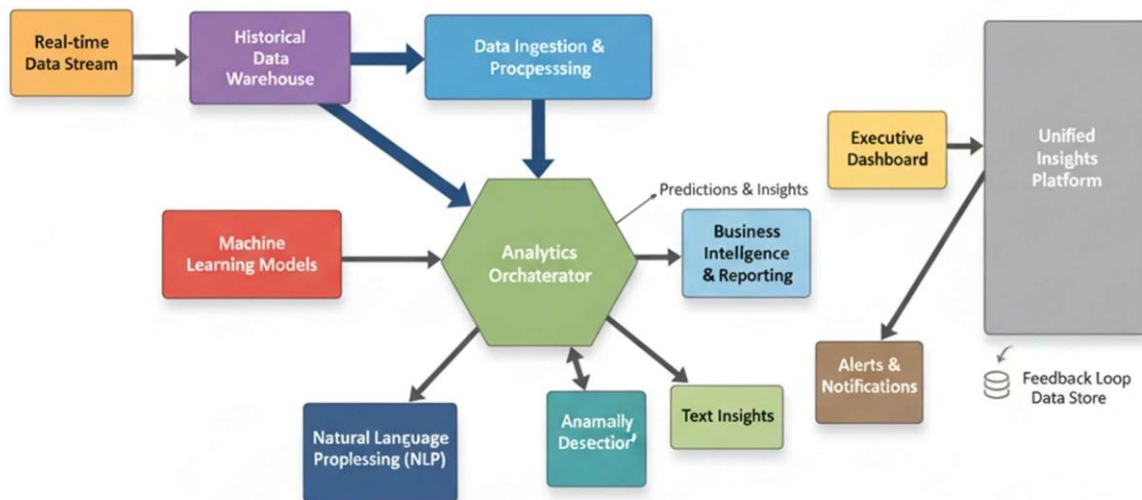 Real-time
Data Stream
Historical
Data
Warehouse
Data Ingestion &
Procpesssing
Executive
Dashboard
Unified
Insights
Platform
Predictions & Insights
Machine
Learning Models
Analytics
Orchaterator
Business
Intellgence
& Reporting
Alerts &
Notifications
Feedback Loop
Data Store
Natural Language
Proplessing (NLP)
Anamally
Desection'
Text Insights